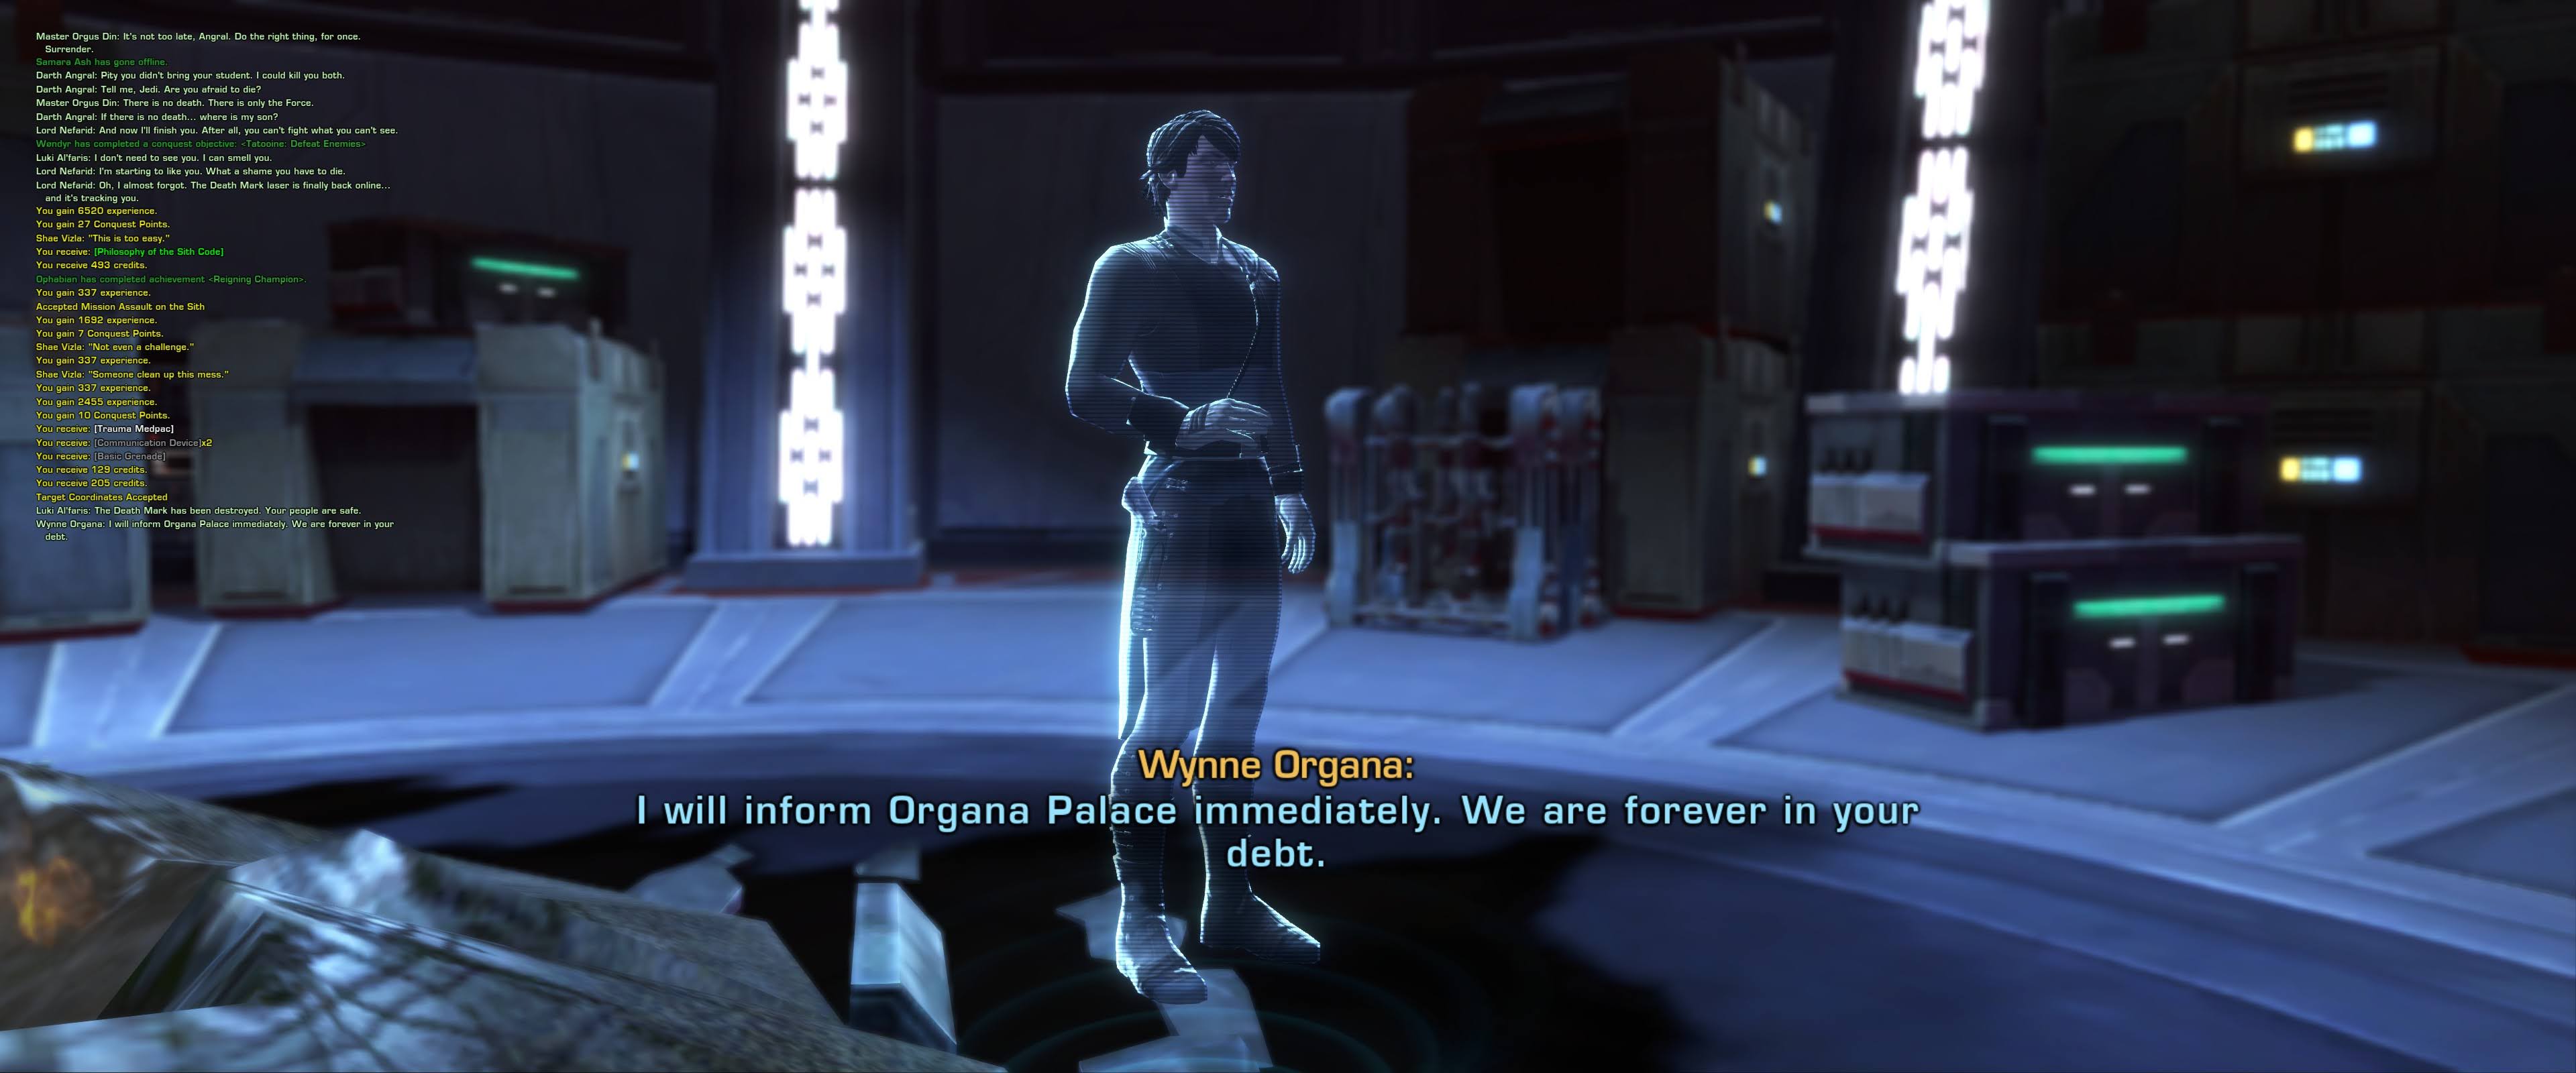 Master Orgus Din: It's not too late, Angral. Do the right thing, for once.
Surrender.
Samara Ash has gone offline.
Darth Angral: Pity you didn't bring your student. I could kill you both.
Darth Angral: Tell me, Jedi. Are you afraid to die?
Master Orgus Din: There is no death. There is only the Force.
Darth Angral: If there is no death... where is my son?
Lord Nefarid: And now I'll finish you. After all, you can't fight what you can't see.
Wøndyr has completed a conquest objective: <Tatooine: Defeat Enemies>
Luki Al'faris: I don't need to see you. I can smell you.
Lord Nefarid: I'm starting to like you. What a shame you have to die.
Lord Nefarid: Oh, I almost forgot. The Death Mark laser is finally back online...
and it's tracking you.
You gain 6520 experience.
You gain 27 Conquest Points.
Shae Vizla: "This is too easy."
You receive: [Philosophy of the Sith Code]
You receive 493 credits.
Ophabian has completed achievement <Reigning Champion>.
You gain 337 experience.
Accepted Mission Assault on the Sith
You gain 1692 experience.
You gain 7 Conquest Points.
Shae Vizla: "Not even a challenge."
You gain 337 experience.
Shae Vizla: "Someone clean up this mess."
You gain 337 experience.
You gain 2455 experience.
You gain 10 Conquest Points.
You receive: [Trauma Medpac]
You receive: [Communication Device]x2
You receive: [Basic Grenade]
You receive 129 credits.
You receive 205 credits.
Target Coordinates Accepted
Luki Al'faris: The Death Mark has been destroyed. Your people are safe.
Wynne Organa: I will inform Organa Palace immediately. We are forever in your
debt.
Wynne Organa:
I will inform Organa Palace immediately. We are forever in your
debt.